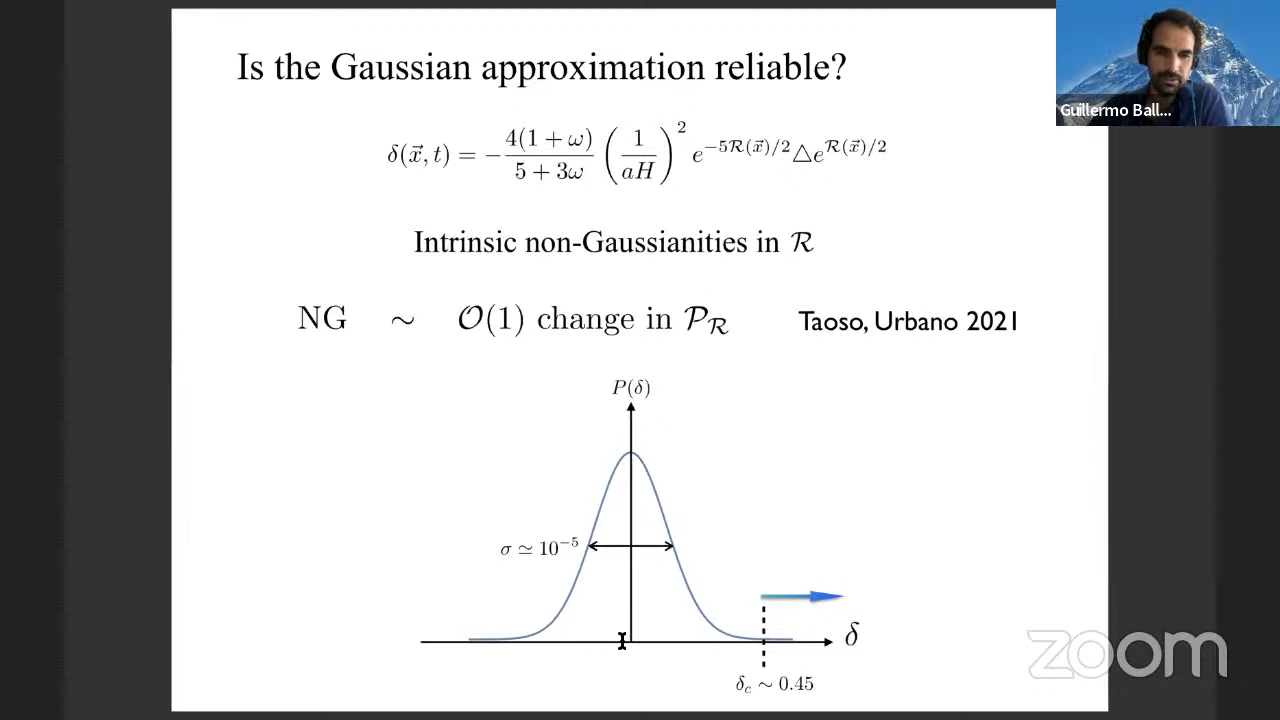 Is the Gaussian approximation reliable?
Guillermo Ball...
δ(x⃗, t) = −4(1 + ω)/(5 + 3ω) (1/(aH))² e^{−5ℛ(x⃗)/2} △e^{ℛ(x⃗)/2}
Intrinsic non-Gaussianities in ℛ
NG ∼ 𝒪(1) change in 𝒫_ℛ Taoso, Urbano 2021
P(δ)
σ ≃ 10⁻⁵
δ
δ_c ∼ 0.45
zoom